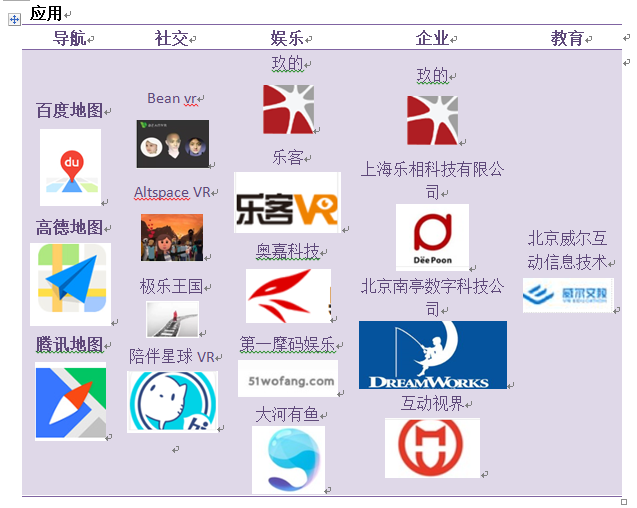 应用
导航 社交 娱乐 企业 教育
百度地图
du
高德地图
腾讯地图
Bean vr
Altspace VR
极乐王国
陪伴星球 VR
hi
玖的
乐客
乐客VR
奥嘉科技
第一摩码娱乐
51wofang.com
大河有鱼
玖的
上海乐相科技有限公
司
DeePoon
北京南亭数字科技公
司
DREAMWORKS
互动视界
北京威尔互
动信息技术
威尔文教
VR EDUCATION